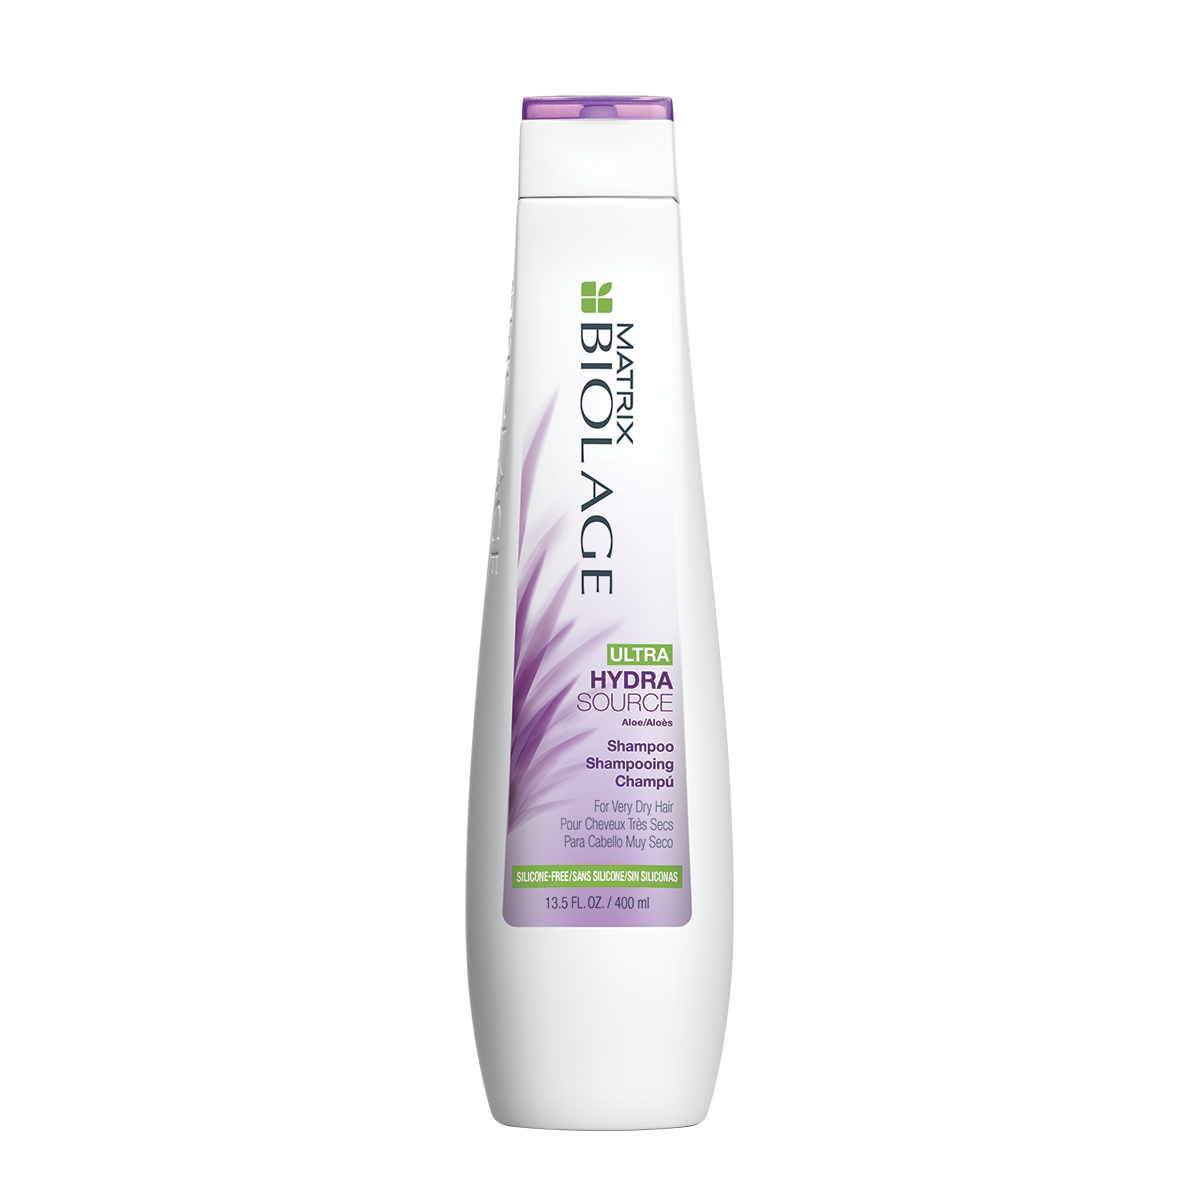 MATRIX
BIOLAGE
ULTRA
HYDRA
SOURCE
Aloe/Aloès
Shampoo
Shampooing
Champú
For Very Dry Hair
Pour Cheveux Très Secs
Para Cabello Muy Seco
SILICONE-FREE/SANS SILICONE/SIN SILICONAS
13.5 FL. OZ. / 400 ml